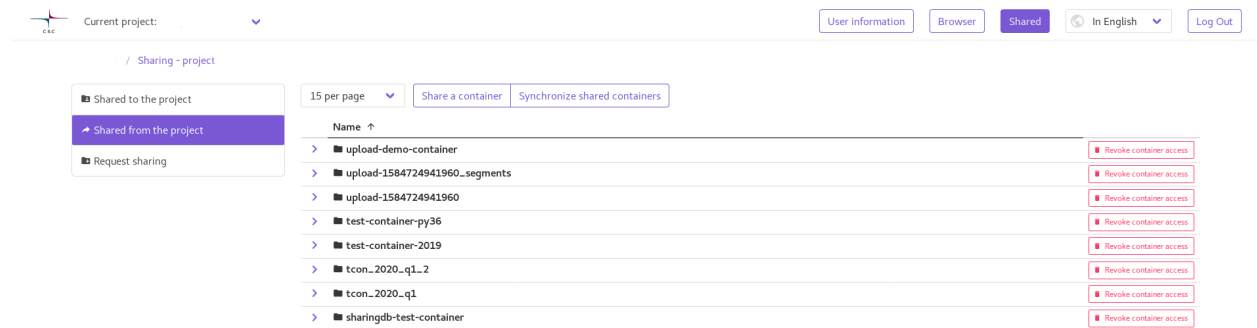 CSC
Current project:
User information
Browser
Shared
In English
Log Out
/ Sharing - project
Shared to the project
Shared from the project
Request sharing
15 per page
Share a container
Synchronize shared containers
Name ↑
upload-demo-container Revoke container access
upload-1584724941960_segments Revoke container access
upload-1584724941960 Revoke container access
test-container-py36 Revoke container access
test-container-2019 Revoke container access
tcon_2020_q1_2 Revoke container access
tcon_2020_q1 Revoke container access
sharingdb-test-container Revoke container access